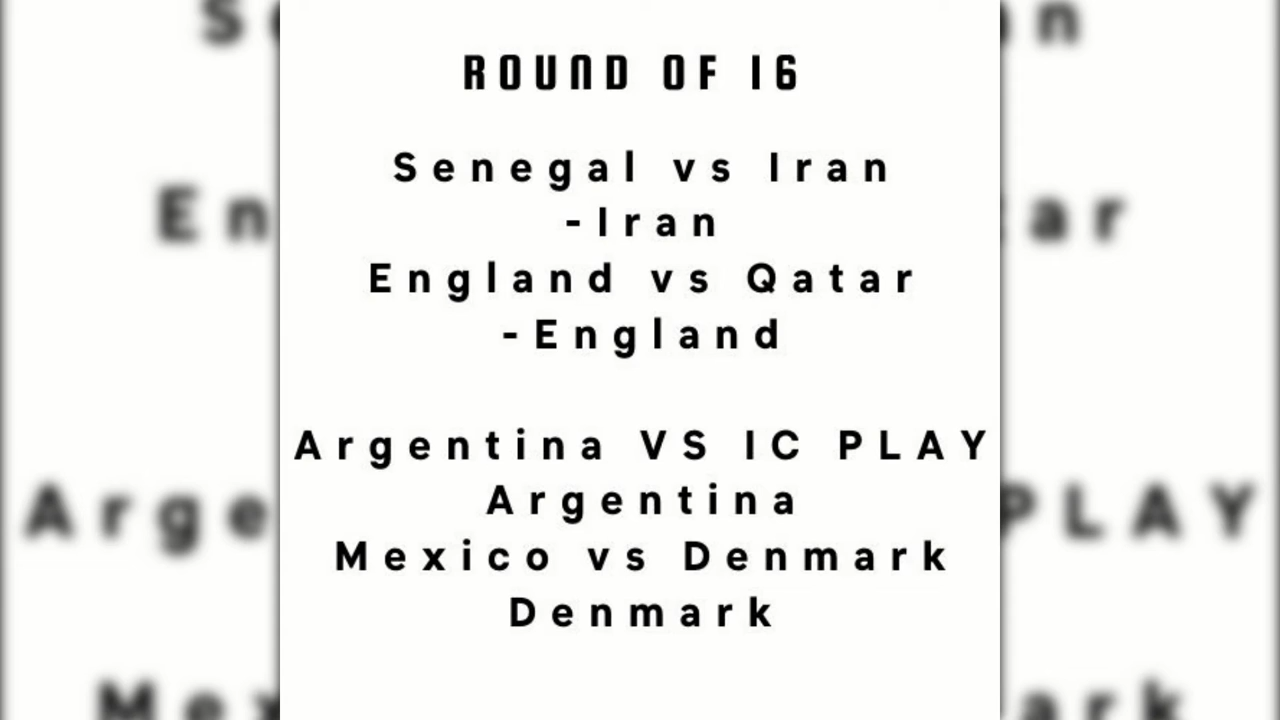 ROUND OF 16
Senegal vs Iran
-Iran
England vs Qatar
-England
Argentina VS IC PLAY
Argentina
Mexico vs Denmark
Denmark